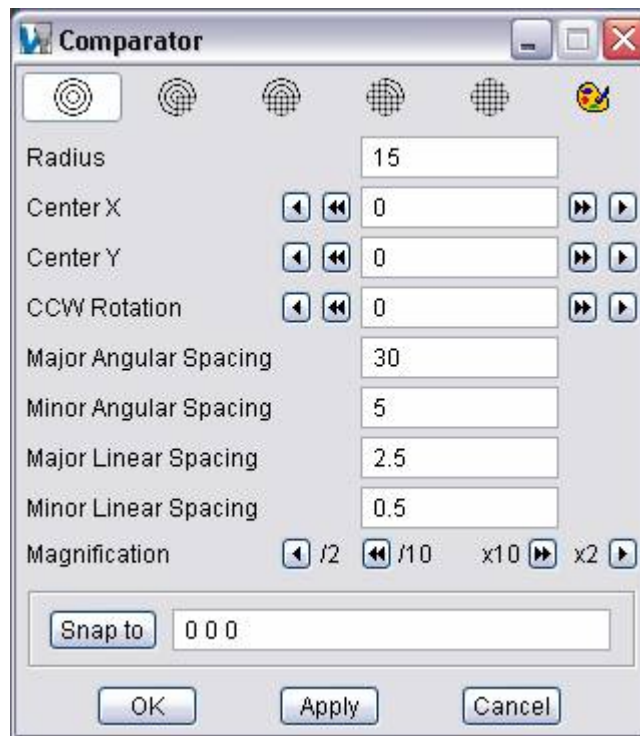 Comparator
Radius 15
Center X 0
Center Y 0
CCW Rotation 0
Major Angular Spacing 30
Minor Angular Spacing 5
Major Linear Spacing 2.5
Minor Linear Spacing 0.5
Magnification /2 /10 x10 x2
Snap to 0 0 0
OK Apply Cancel